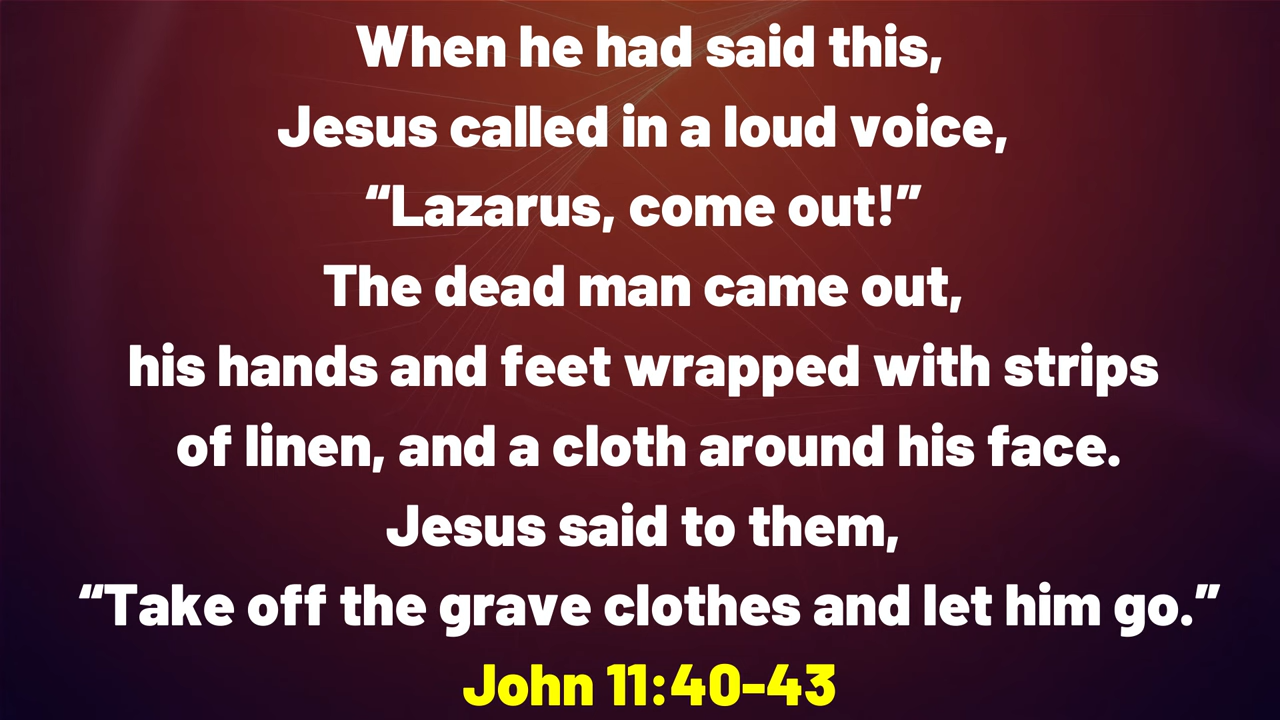 When he had said this,
Jesus called in a loud voice,
“Lazarus, come out!”
The dead man came out,
his hands and feet wrapped with strips
of linen, and a cloth around his face.
Jesus said to them,
“Take off the grave clothes and let him go.”
John 11:40-43